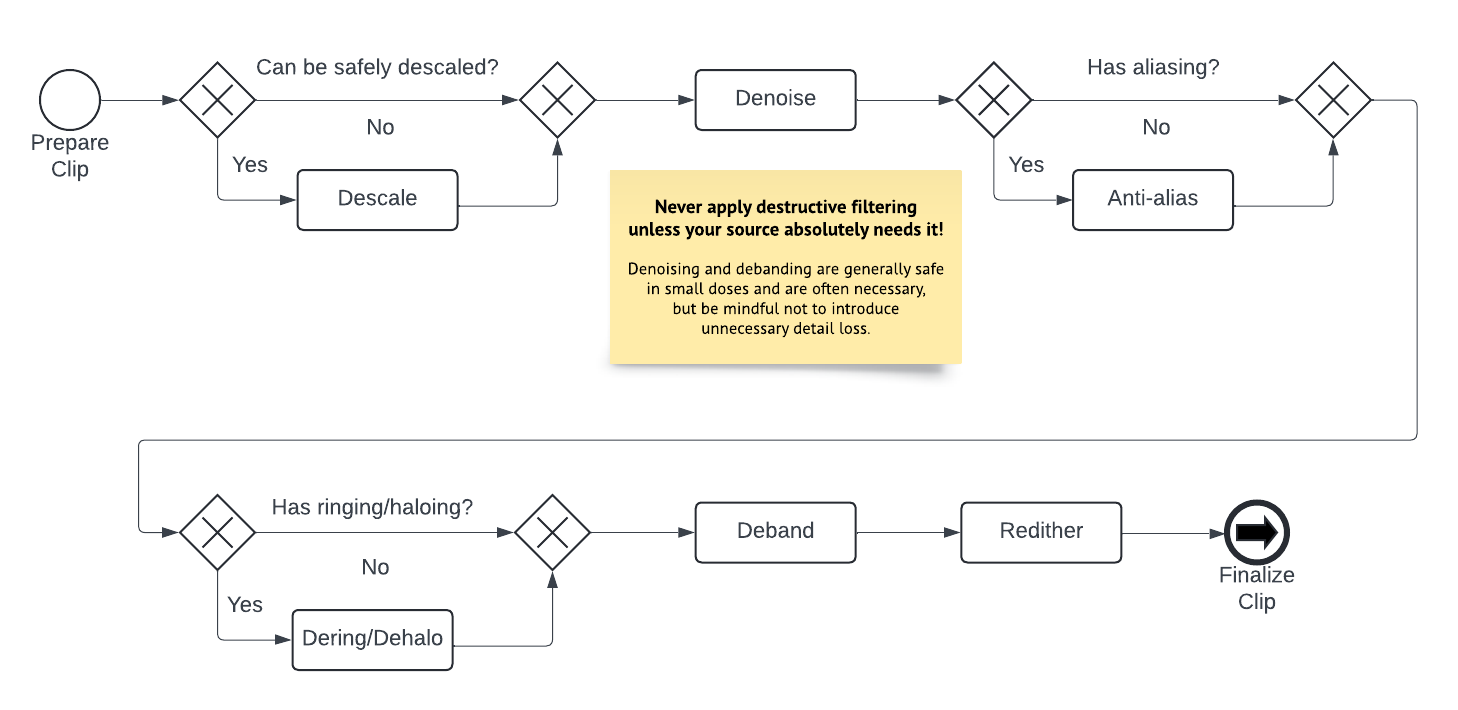 Prepare
Clip
Can be safely descaled?
No
Yes
Descale
Denoise
Has aliasing?
No
Yes
Anti-alias
Never apply destructive filtering
unless your source absolutely needs it!
Denoising and debanding are generally safe
in small doses and are often necessary,
but be mindful not to introduce
unnecessary detail loss.
Has ringing/haloing?
No
Yes
Dering/Dehalo
Deband
Redither
Finalize
Clip